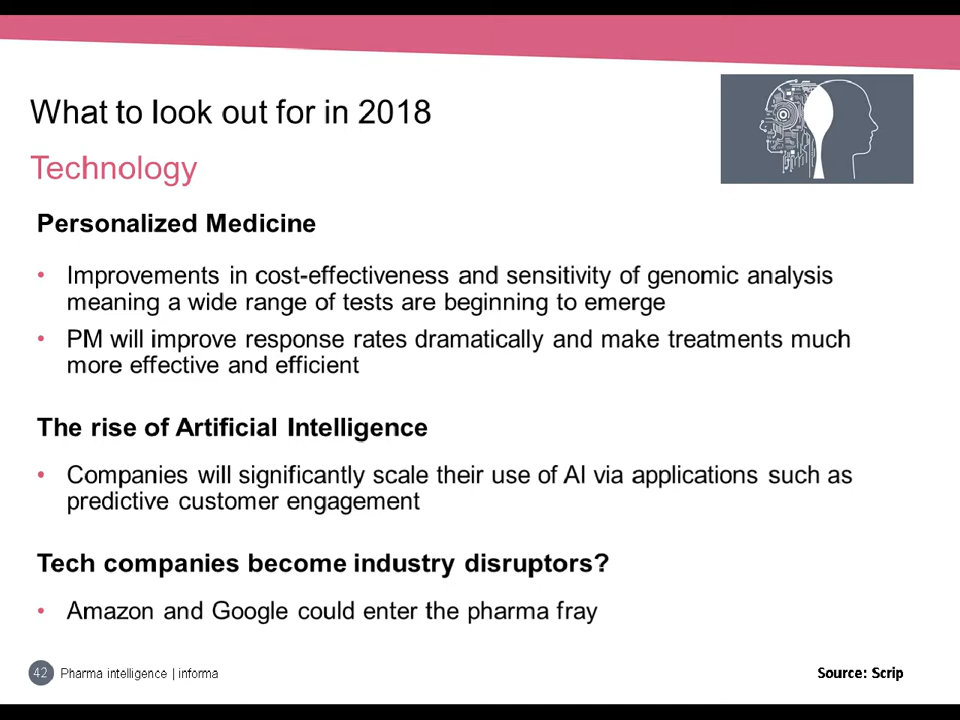 What to look out for in 2018
Technology
Personalized Medicine
• Improvements in cost-effectiveness and sensitivity of genomic analysis
meaning a wide range of tests are beginning to emerge
• PM will improve response rates dramatically and make treatments much
more effective and efficient
The rise of Artificial Intelligence
• Companies will significantly scale their use of AI via applications such as
predictive customer engagement
Tech companies become industry disruptors?
• Amazon and Google could enter the pharma fray
42 Pharma intelligence | informa
Source: Scrip